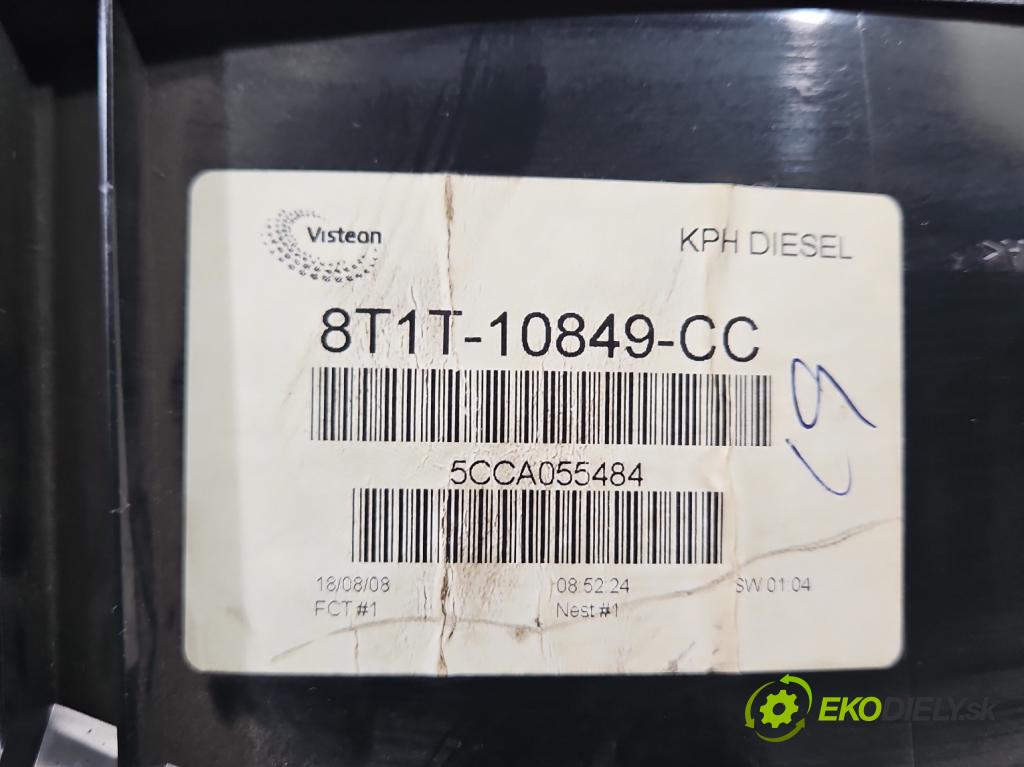 Visteon
KPH DIESEL
8T1T-10849-CC
5CCA055484
18/08/08 08:52:24 SW 01.04
FCT #1 Nest #1
EKODIELY.sk